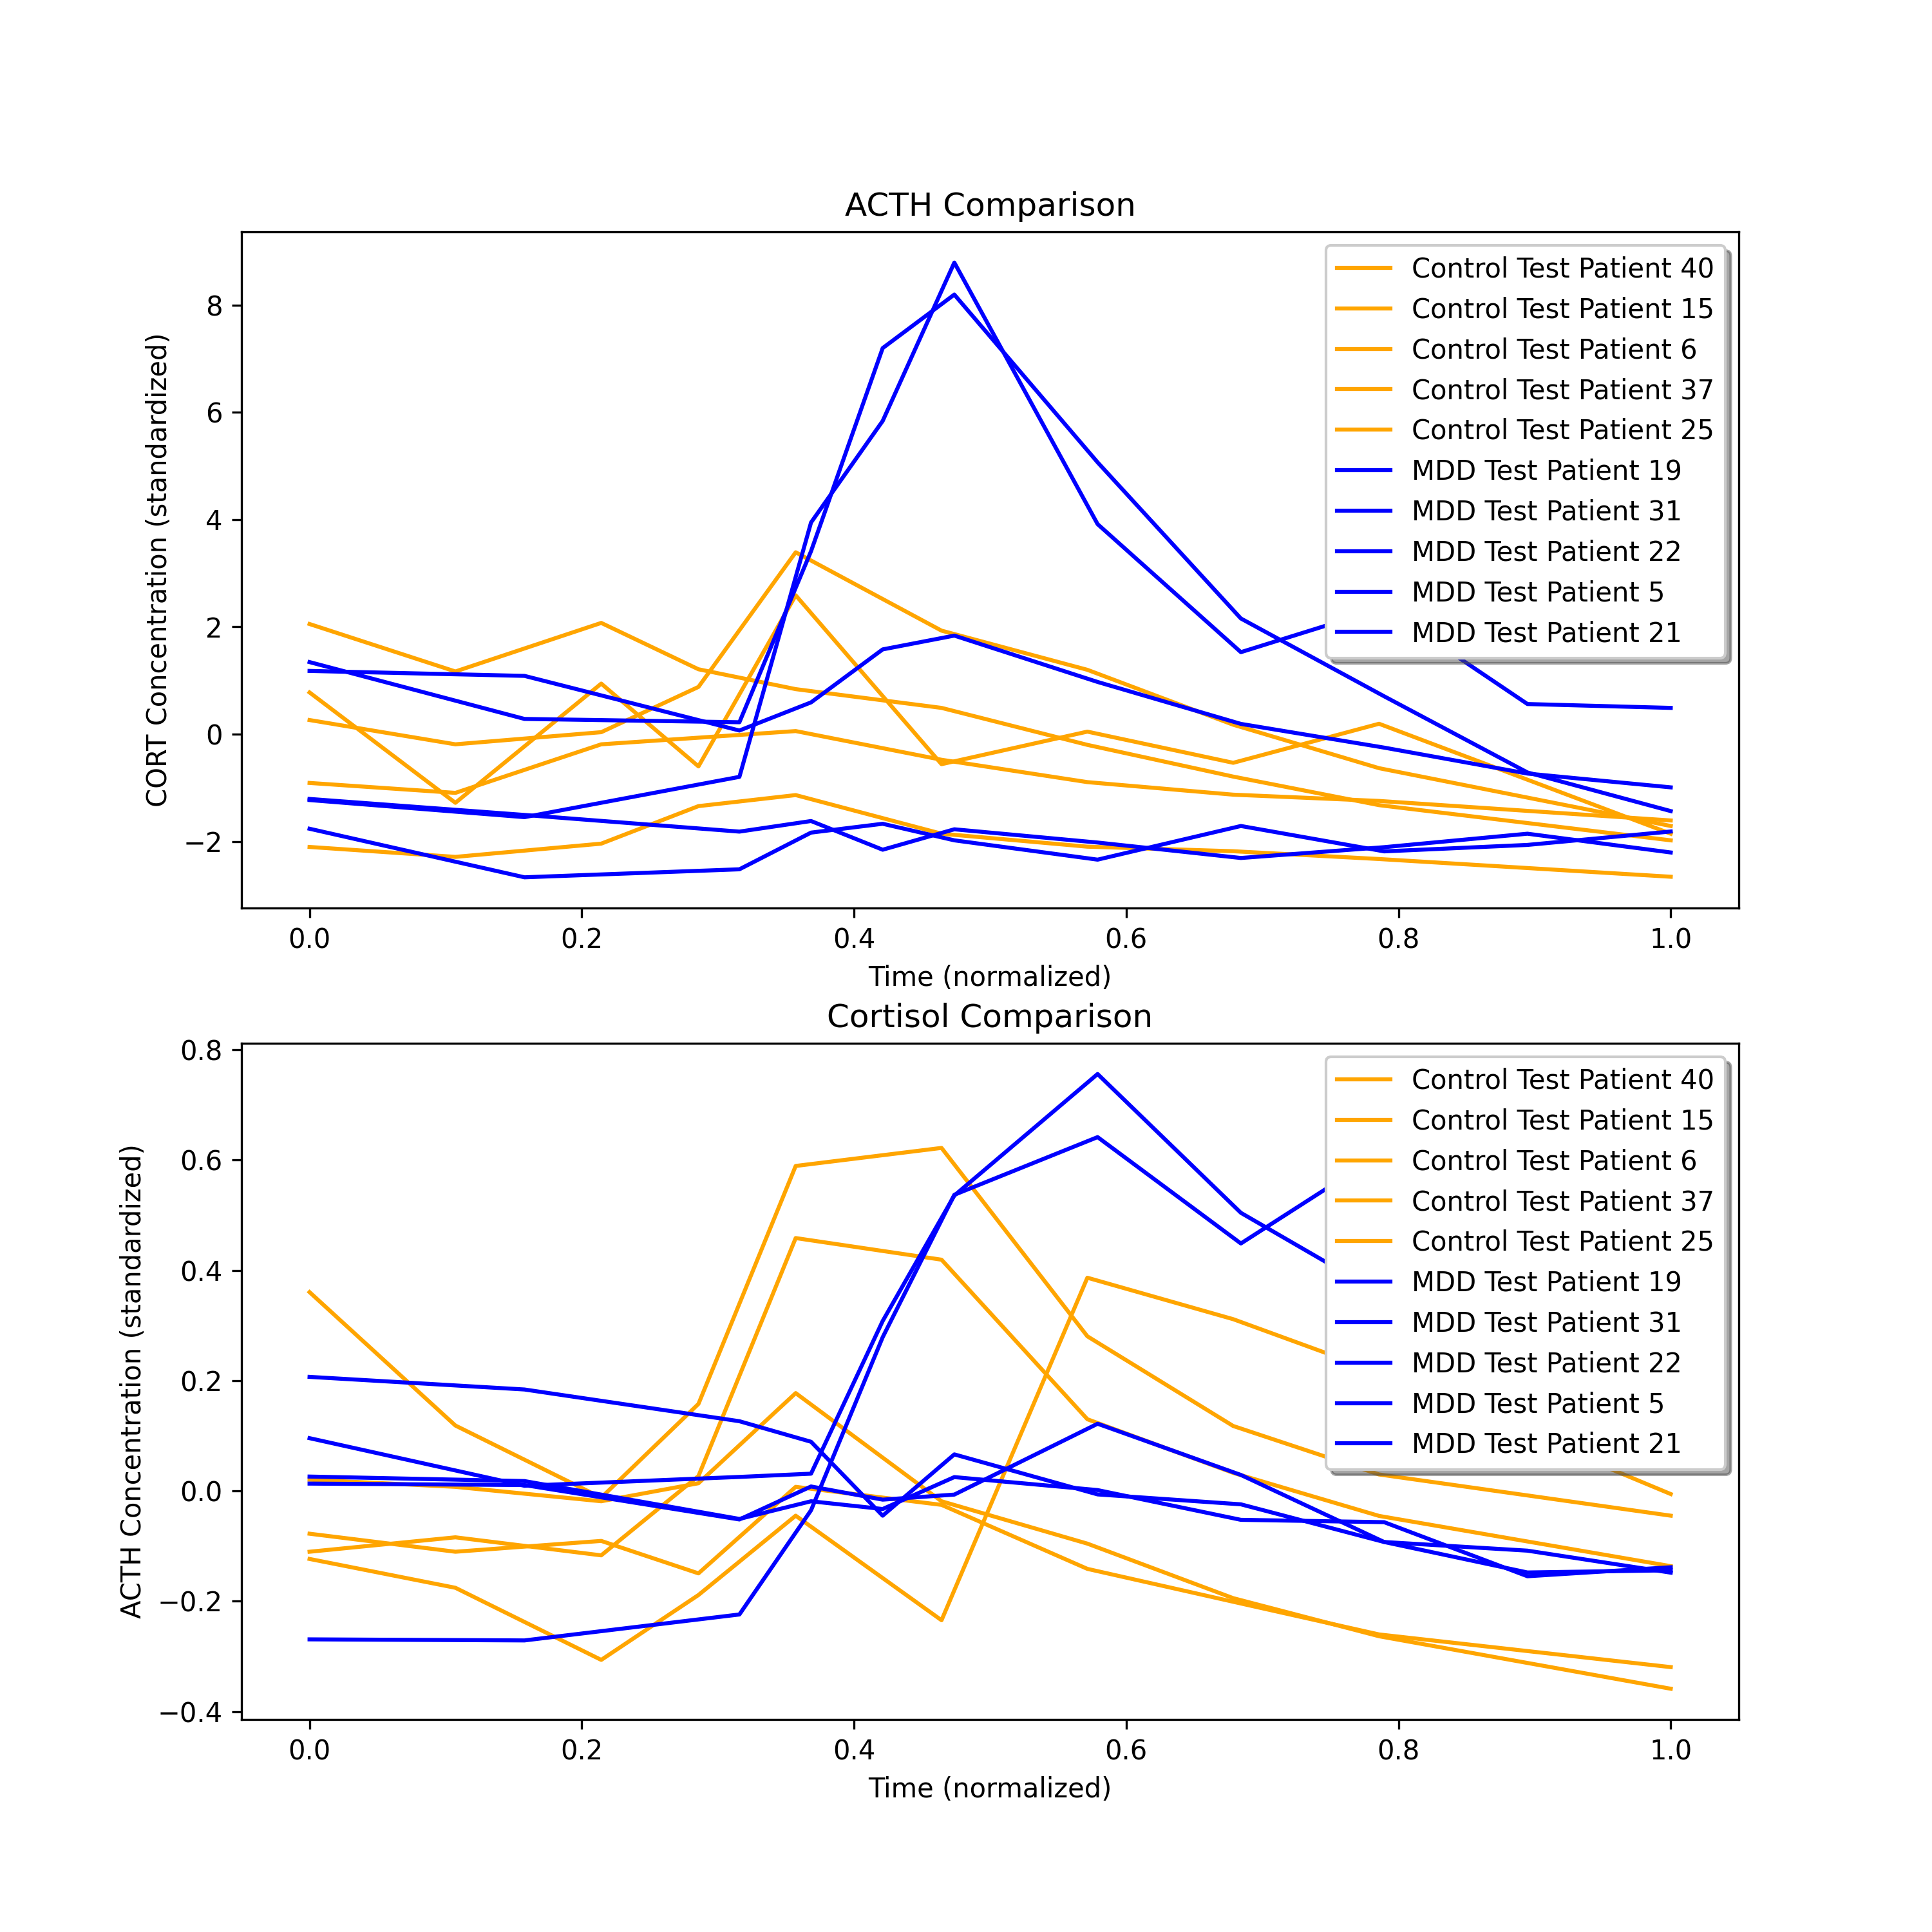 ACTH Comparison
CORT Concentration (standardized)
8
6
4
2
0
−2
Control Test Patient 40
Control Test Patient 15
Control Test Patient 6
Control Test Patient 37
Control Test Patient 25
MDD Test Patient 19
MDD Test Patient 31
MDD Test Patient 22
MDD Test Patient 5
MDD Test Patient 21
0.0 0.2 0.4 0.6 0.8 1.0
Time (normalized)
Cortisol Comparison
ACTH Concentration (standardized)
0.8
0.6
0.4
0.2
0.0
−0.2
−0.4
Control Test Patient 40
Control Test Patient 15
Control Test Patient 6
Control Test Patient 37
Control Test Patient 25
MDD Test Patient 19
MDD Test Patient 31
MDD Test Patient 22
MDD Test Patient 5
MDD Test Patient 21
0.0 0.2 0.4 0.6 0.8 1.0
Time (normalized)